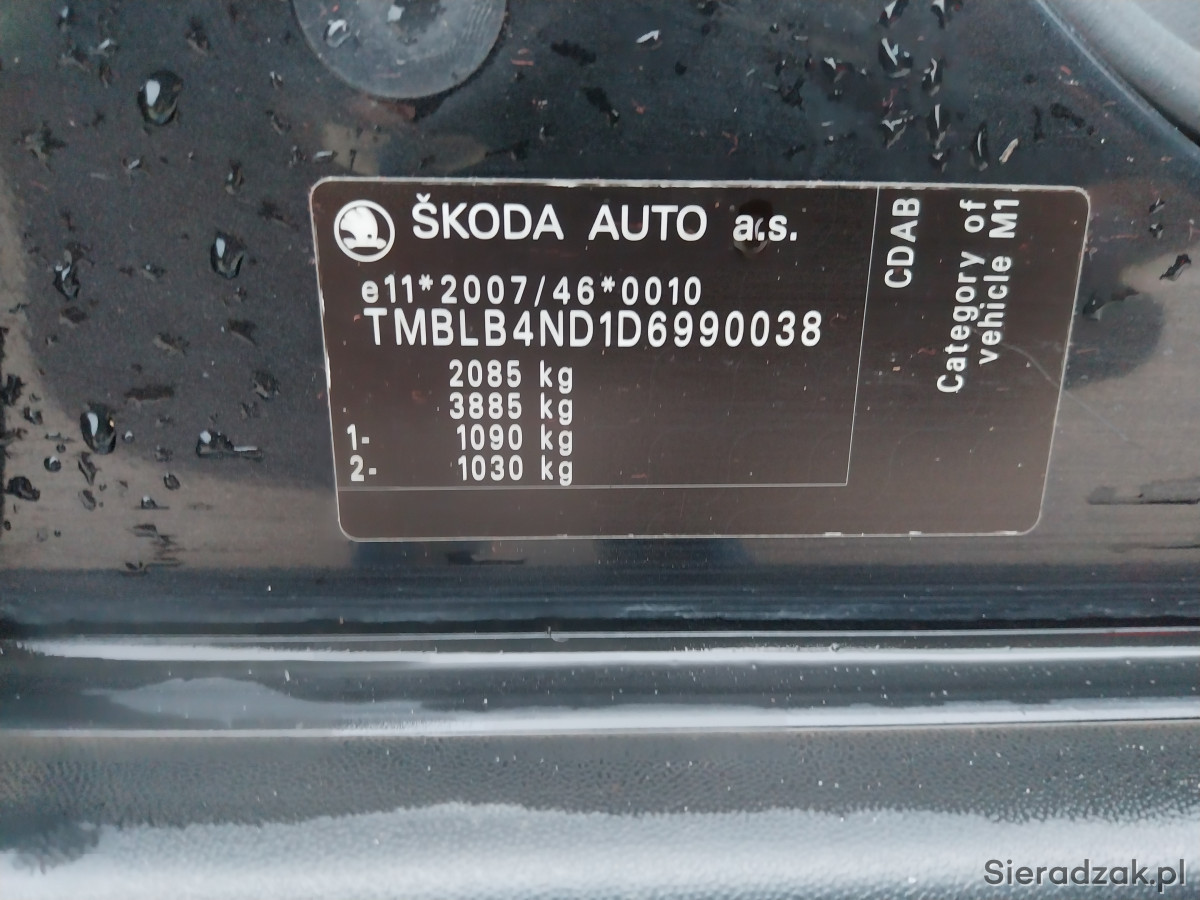 ŠKODA AUTO a.s.
e11*2007/46*0010
TMBLB4ND1D6990038
2085 kg
3885 kg
1- 1090 kg
2- 1030 kg
CDAB
Category of
vehicle M1
Sieradzak.pl